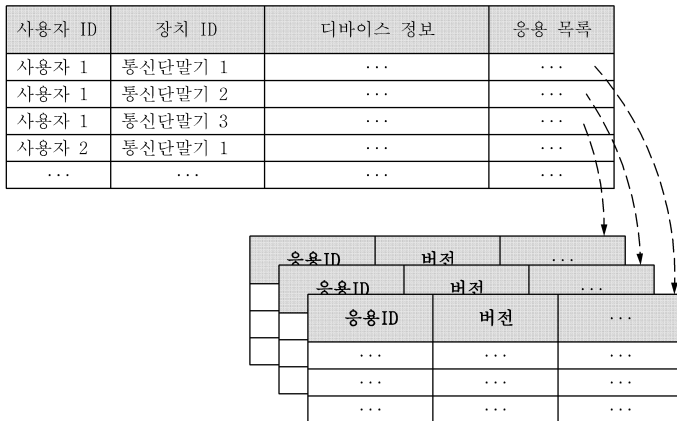 사용자 ID 장치 ID 디바이스 정보 응용 목록
사용자 1 통신단말기 1 ... ...
사용자 1 통신단말기 2 ... ...
사용자 1 통신단말기 3 ... ...
사용자 2 통신단말기 1 ... ...
... ... ... ...
응용ID 버전 ...
응용ID 버전 ...
응용ID 버전 ...
... ... ...
... ... ...
... ... ...